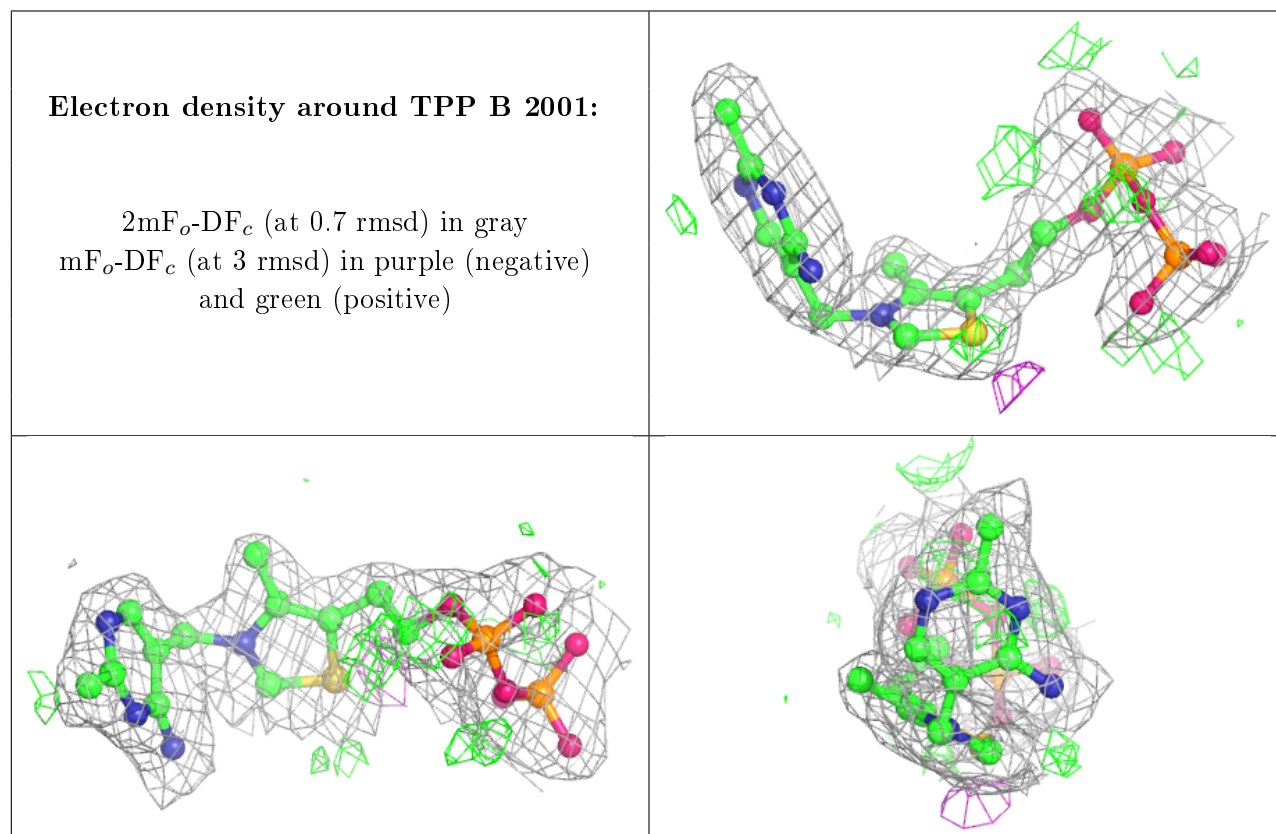 Electron density around TPP B 2001:
2mFo-DFc (at 0.7 rmsd) in gray
mFo-DFc (at 3 rmsd) in purple (negative)
and green (positive)